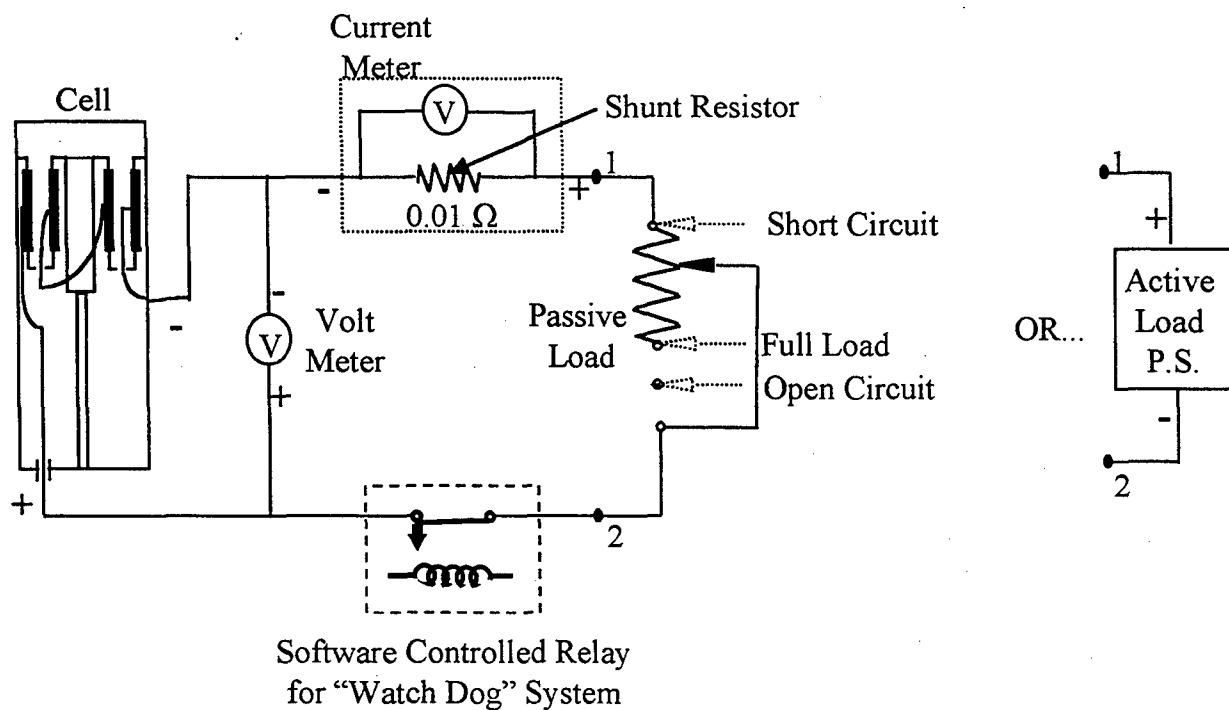 Current
Meter
Cell
V
Shunt Resistor
1
-
+
0.01 Ω
Short Circuit
-
-
V
Volt
Meter
+
Passive
Load
Full Load
Open Circuit
+
2
Software Controlled Relay
for “Watch Dog” System
OR...
1
+
Active
Load
P.S.
-
2